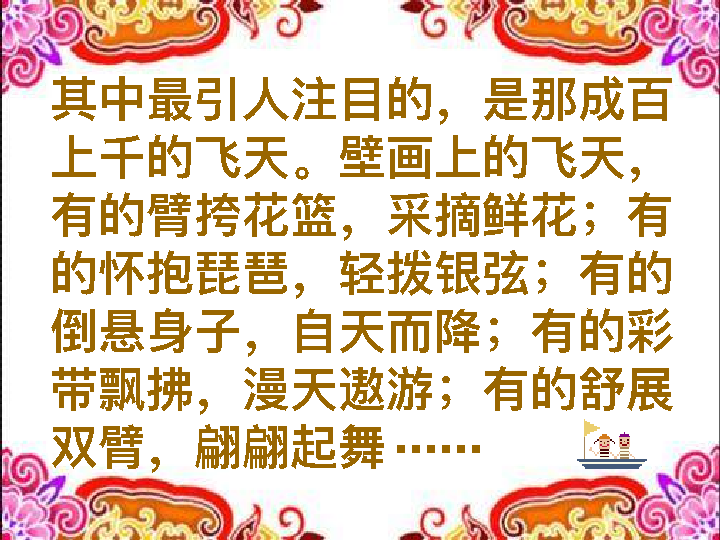 其中最引人注目的，是那成百
上千的飞天。壁画上的飞天，
有的臂挎花篮，采摘鲜花；有
的怀抱琵琶，轻拨银弦；有的
倒悬身子，自天而降；有的彩
带飘拂，漫天遨游；有的舒展
双臂，翩翩起舞……